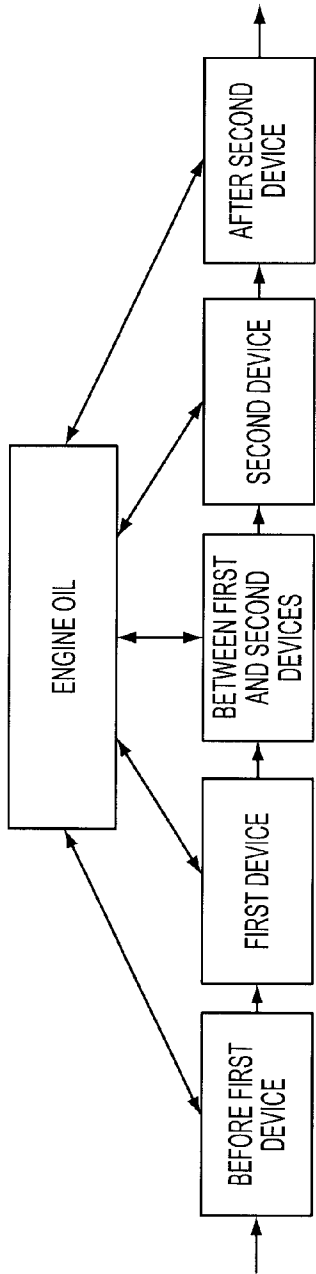 ENGINE OIL
BEFORE FIRST
DEVICE
FIRST DEVICE
BETWEEN FIRST
AND SECOND
DEVICES
SECOND DEVICE
AFTER SECOND
DEVICE